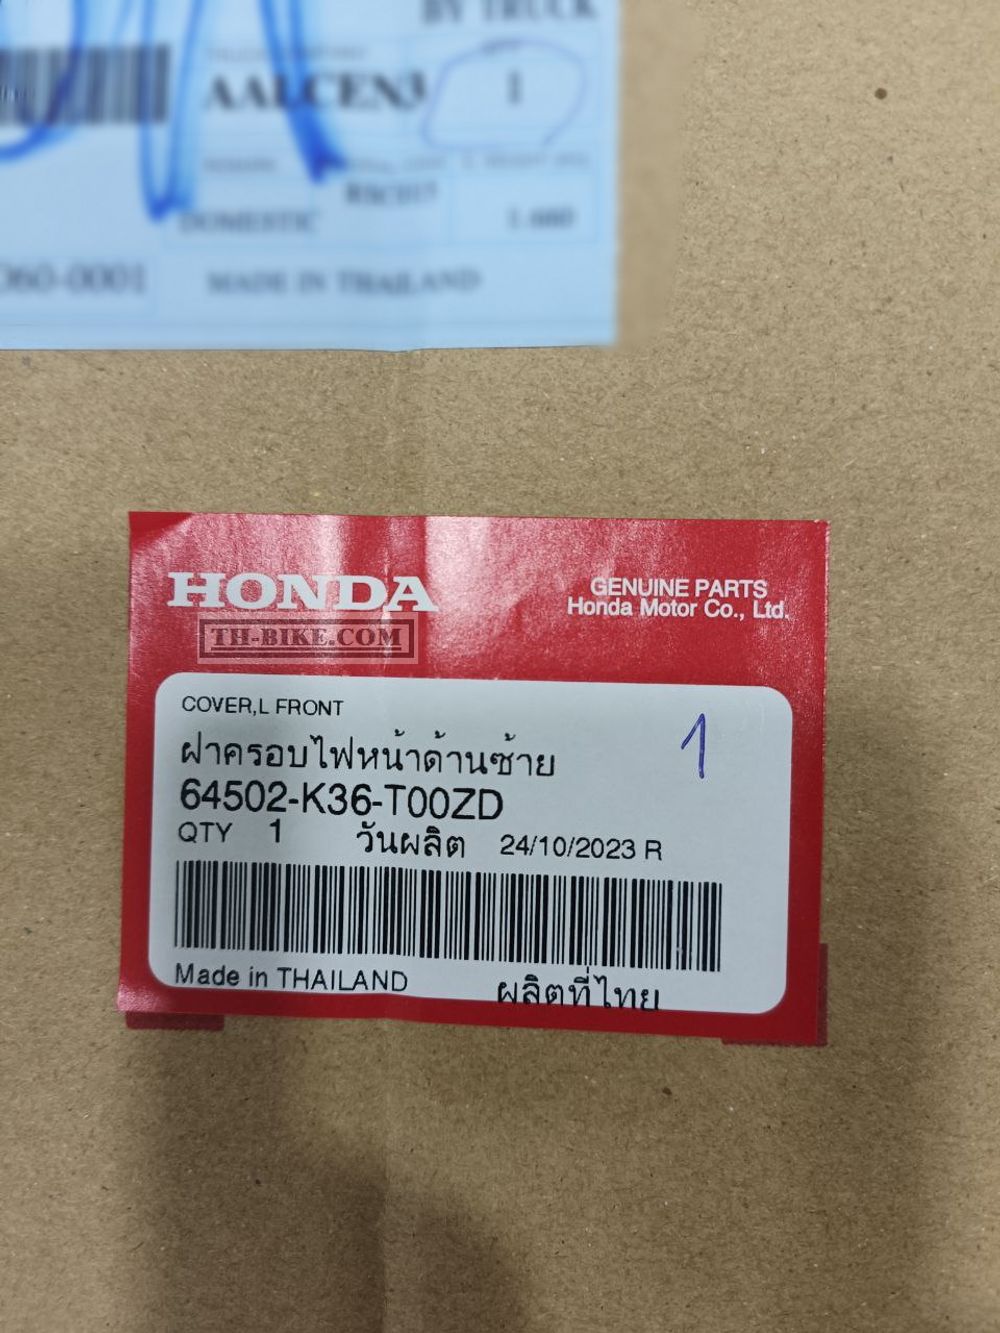 BY TRUCK
AALCEN3
1
DOMESTIC
060-0001
MADE IN THAILAND
HONDA
GENUINE PARTS
Honda Motor Co., Ltd.
TH-BIKE.COM
COVER,L FRONT
1
ฝาครอบไฟหน้าด้านซ้าย
64502-K36-T00ZD
QTY 1 วันผลิต 24/10/2023 R
Made in THAILAND ผลิตที่ไทย